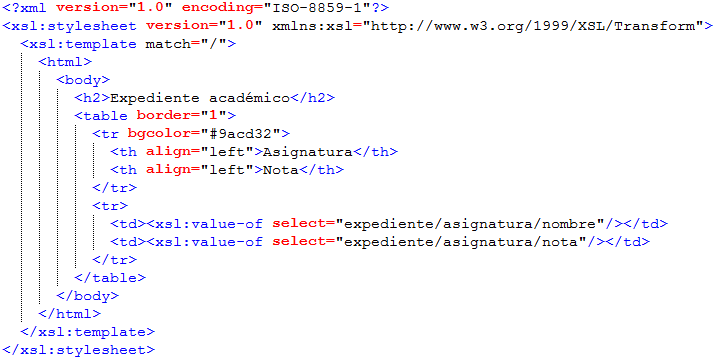 <?xml version="1.0" encoding="ISO-8859-1"?>
<xsl:stylesheet version="1.0" xmlns:xsl="http://www.w3.org/1999/XSL/Transform">
<xsl:template match="/">
<html>
<body>
<h2>Expediente académico</h2>
<table border="1">
<tr bgcolor="#9acd32">
<th align="left">Asignatura</th>
<th align="left">Nota</th>
</tr>
<tr>
<td><xsl:value-of select="expediente/asignatura/nombre"/></td>
<td><xsl:value-of select="expediente/asignatura/nota"/></td>
</tr>
</table>
</body>
</html>
</xsl:template>
</xsl:stylesheet>